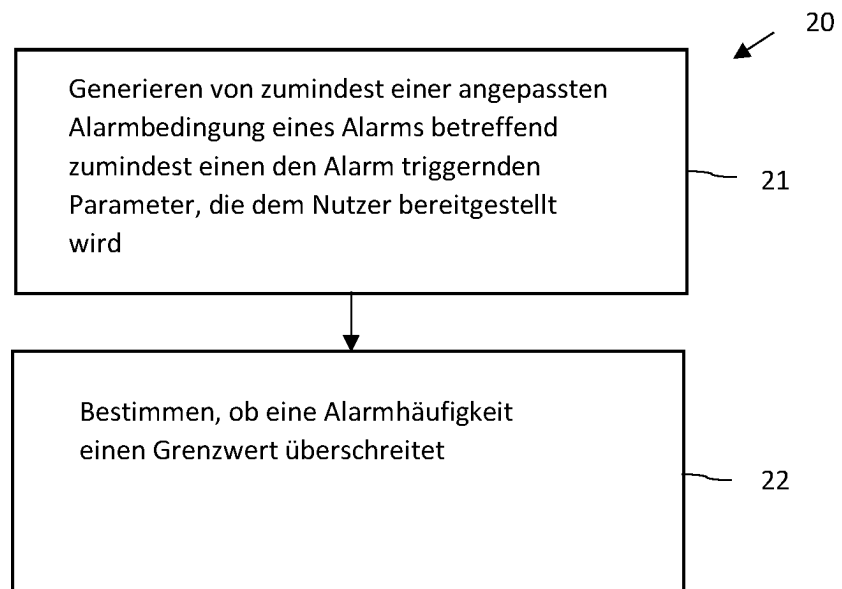 20
Generieren von zumindest einer angepassten
Alarmbedingung eines Alarms betreffend
zumindest einen den Alarm triggernden
Parameter, die dem Nutzer bereitgestellt
wird
21
Bestimmen, ob eine Alarmhäufigkeit
einen Grenzwert überschreitet
22